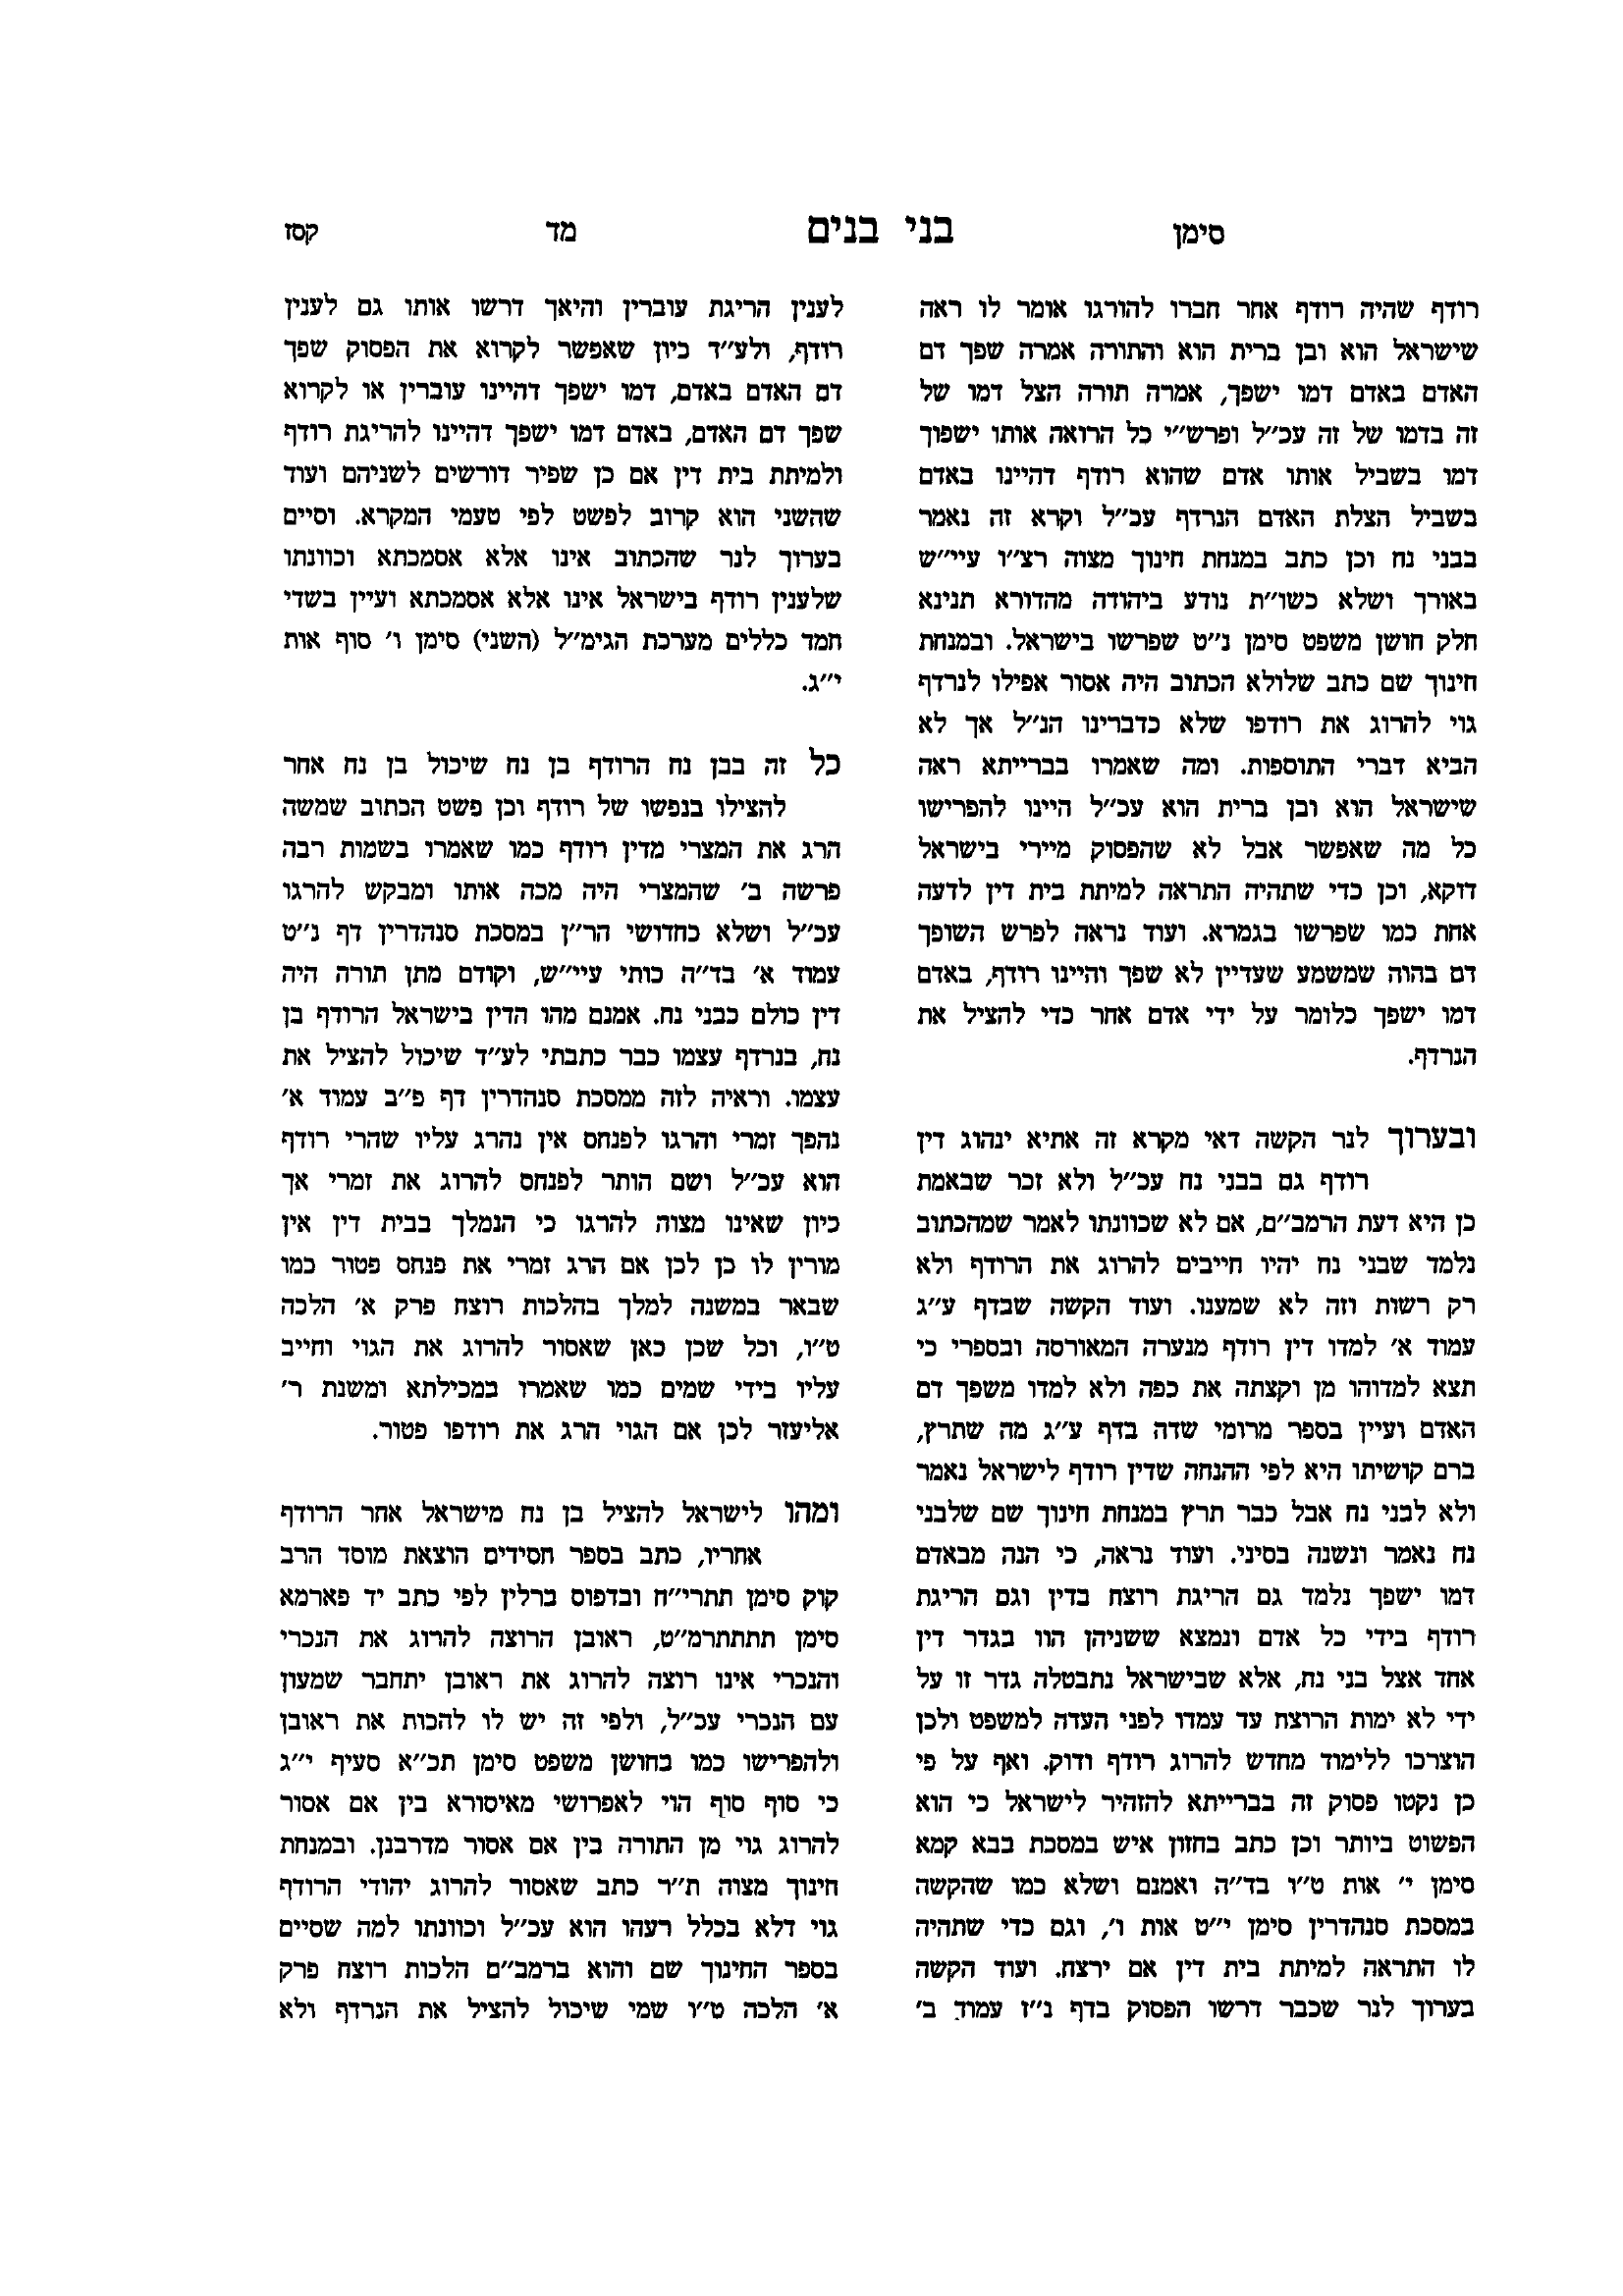 סימן בני בנים מד קסז
רודף שהיה רודף אחר חברו להורגו אומר לו ראה
שישראל הוא ובן ברית הוא והתורה אמרה שפך דם
האדם באדם דמו ישפך, אמרה תורה הצל דמו של
זה בדמו של זה עכ״ל ופרש״י כל הרואה אותו ישפוך
דמו בשביל אותו אדם שהוא רודף דהיינו באדם
בשביל הצלת האדם הנרדף עכ״ל וקרא זה נאמר
בבני נח וכן כתב במנחת חינוך מצוה רצ״ו עיי״ש
באורך ושלא כשו״ת נודע ביהודה מהדורא תנינא
חלק חושן משפט סימן נ״ט שפרשו בישראל. ובמנחת
חינוך שם כתב שלולא הכתוב היה אסור אפילו לנרדף
גוי להרוג את רודפו שלא כדברינו הנ״ל אך לא
הביא דברי התוספות. ומה שאמרו בברייתא ראה
שישראל הוא ובן ברית הוא עכ״ל היינו להפרישו
כל מה שאפשר אבל לא שהפסוק מיירי בישראל
דוקא, וכן כדי שתהיה התראה למיתת בית דין לדעה
אחת כמו שפרשו בגמרא. ועוד נראה לפרש השופך
דם בהוה שמשמע שעדיין לא שפך והיינו רודף, באדם
דמו ישפך כלומר על ידי אדם אחר כדי להציל את
הנרדף.
ובערוך לנר הקשה דאי מקרא זה אתיא ינהוג דין
רודף גם בבני נח עכ״ל ולא זכר שבאמת
כן היא דעת הרמב״ם, אם לא שכוונתו לאמר שמהכתוב
נלמד שבני נח יהיו חייבים להרוג את הרודף ולא
רק רשות וזה לא שמענו. ועוד הקשה שבדף ע״ג
עמוד א׳ למדו דין רודף מנערה המאורסה ובספרי כי
תצא למדוהו מן וקצתה את כפה ולא למדו משפך דם
האדם ועיין בספר מרומי שדה בדף ע״ג מה שתרץ,
ברם קושיתו היא לפי ההנחה שדין רודף לישראל נאמר
ולא לבני נח אבל כבר תרץ במנחת חינוך שם שלבני
נח נאמר ונשנה בסיני. ועוד נראה, כי הנה מבאדם
דמו ישפך נלמד גם הריגת רוצח בדין וגם הריגת
רודף בידי כל אדם ונמצא ששניהן הוו בגדר דין
אחד אצל בני נח, אלא שבישראל נתבטלה גדר זו על
ידי לא ימות הרוצח עד עמדו לפני העדה למשפט ולכן
הוצרכו ללימוד מחדש להרוג רודף ודוק. ואף על פי
כן נקטו פסוק זה בברייתא להזהיר לישראל כי הוא
הפשוט ביותר וכן כתב בחזון איש במסכת בבא קמא
סימן י׳ אות ט״ו בד״ה ואמנם ושלא כמו שהקשה
במסכת סנהדרין סימן י״ט אות ו׳, וגם כדי שתהיה
לו התראה למיתת בית דין אם ירצח. ועוד הקשה
בערוך לנר שכבר דרשו הפסוק בדף נ״ז עמוד ב׳
לענין הריגת עוברין והיאך דרשו אותו גם לענין
רודף, ולע״ד כיון שאפשר לקרוא את הפסוק שפך
דם האדם באדם, דמו ישפך דהיינו עוברין או לקרוא
שפך דם האדם, באדם דמו ישפך דהיינו להריגת רודף
ולמיתת בית דין אם כן שפיר דורשים לשניהם ועוד
שהשני הוא קרוב לפשט לפי טעמי המקרא. וסיים
בערוך לנר שהכתוב אינו אלא אסמכתא וכוונתו
שלענין רודף בישראל אינו אלא אסמכתא ועיין בשדי
חמד כללים מערכת הגימ״ל (השני) סימן ו׳ סוף אות
י״ג.
כל זה בבן נח הרודף בן נח שיכול בן נח אחר
להצילו בנפשו של רודף וכן פשט הכתוב שמשה
הרג את המצרי מדין רודף כמו שאמרו בשמות רבה
פרשה ב׳ שהמצרי היה מכה אותו ומבקש להרגו
עכ״ל ושלא כחדושי הר״ן במסכת סנהדרין דף נ״ט
עמוד א׳ בד״ה כותי עיי״ש, וקודם מתן תורה היה
דין כולם כבני נח. אמנם מהו הדין בישראל הרודף בן
נח, בנרדף עצמו כבר כתבתי לע״ד שיכול להציל את
עצמו. וראיה לזה ממסכת סנהדרין דף פ״ב עמוד א׳
נהפך זמרי והרגו לפנחס אין נהרג עליו שהרי רודף
הוא עכ״ל ושם הותר לפנחס להרוג את זמרי אך
כיון שאינו מצוה להרגו כי הנמלך בבית דין אין
מורין לו כן לכן אם הרג זמרי את פנחס פטור כמו
שבאר במשנה למלך בהלכות רוצח פרק א׳ הלכה
ט״ו, וכל שכן כאן שאסור להרוג את הגוי וחייב
עליו בידי שמים כמו שאמרו במכילתא ומשנת ר׳
אליעזר לכן אם הגוי הרג את רודפו פטור.
ומהו לישראל להציל בן נח מישראל אחר הרודף
אחריו, כתב בספר חסידים הוצאת מוסד הרב
קוק סימן תתרי״ח ובדפוס ברלין לפי כתב יד פארמא
סימן תתתתרמ״ט, ראובן הרוצה להרוג את הנכרי
והנכרי אינו רוצה להרוג את ראובן יתחבר שמעון
עם הנכרי עכ״ל, ולפי זה יש לו להכות את ראובן
ולהפרישו כמו בחושן משפט סימן תכ״א סעיף י״ג
כי סוף סוף הוי לאפרושי מאיסורא בין אם אסור
להרוג גוי מן התורה בין אם אסור מדרבנן. ובמנחת
חינוך מצוה ת״ר כתב שאסור להרוג יהודי הרודף
גוי דלא בכלל רעהו הוא עכ״ל וכוונתו למה שסיים
בספר החינוך שם והוא ברמב״ם הלכות רוצח פרק
א׳ הלכה ט״ו שמי שיכול להציל את הנרדף ולא